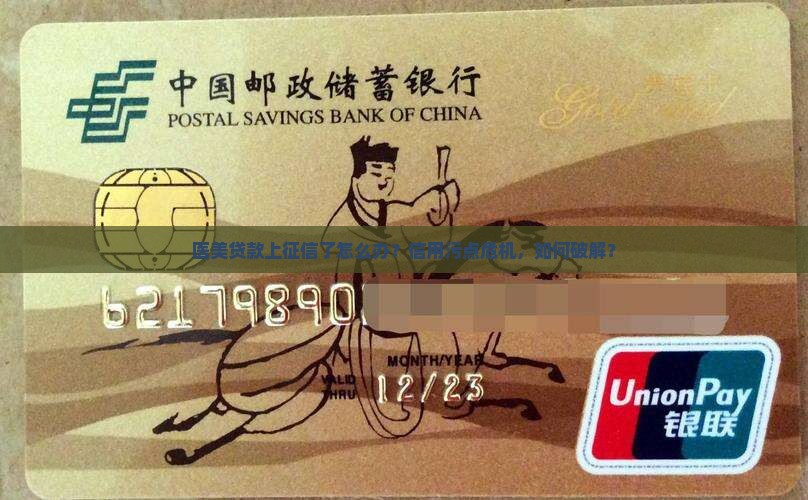 中国邮政储蓄银行
POSTAL SAVINGS BANK OF CHINA
医美贷款上征信了怎么办？信用污点危机，如何破解？
62179890
MONTH/YEAR
VALID
THRU
12/23
UnionPay
银联